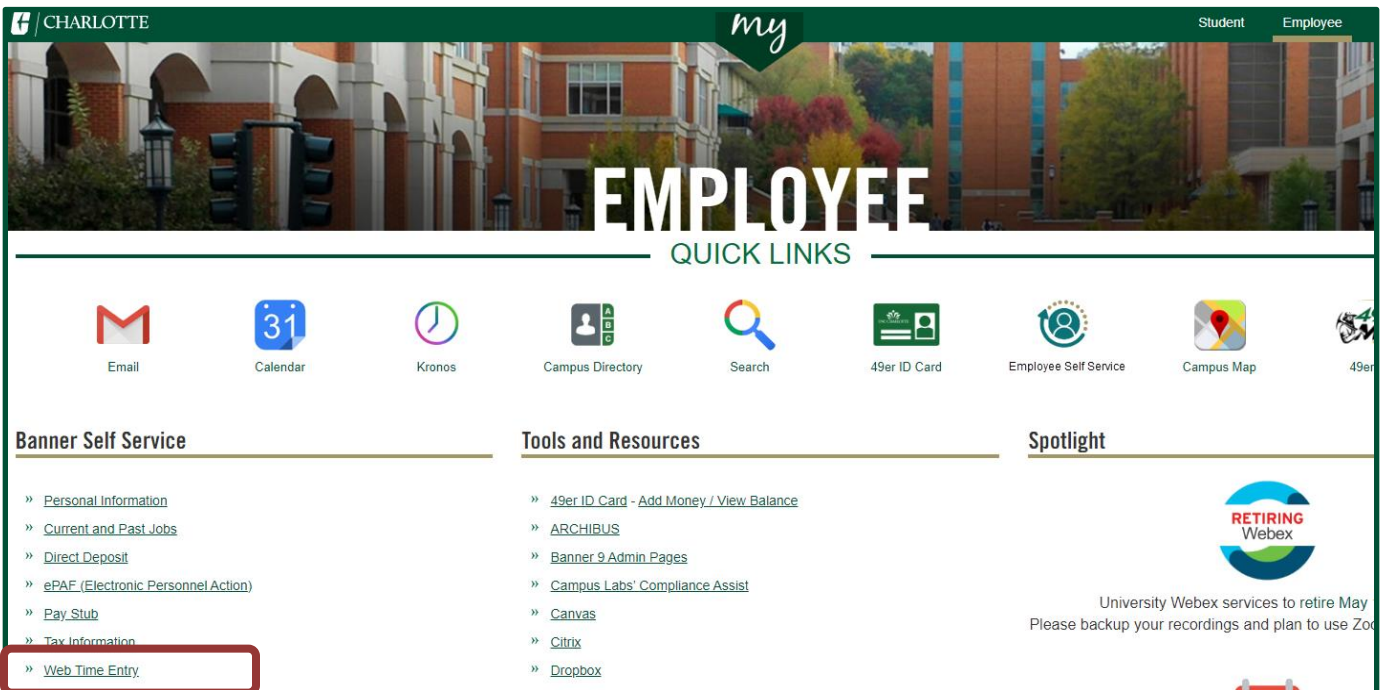 CHARLOTTE
my
Student Employee
EMPLOYEE
QUICK LINKS
31
A
B
C
Email Calendar Kronos Campus Directory Search 49er ID Card Employee Self Service Campus Map 49er
Banner Self Service
» Personal Information
» Current and Past Jobs
» Direct Deposit
» ePAF (Electronic Personnel Action)
» Pay Stub
» Tax Information
» Web Time Entry
Tools and Resources
» 49er ID Card - Add Money / View Balance
» ARCHIBUS
» Banner 9 Admin Pages
» Campus Labs' Compliance Assist
» Canvas
» Citrix
» Dropbox
Spotlight
RETIRING
Webex
University Webex services to retire May
Please backup your recordings and plan to use Zoo